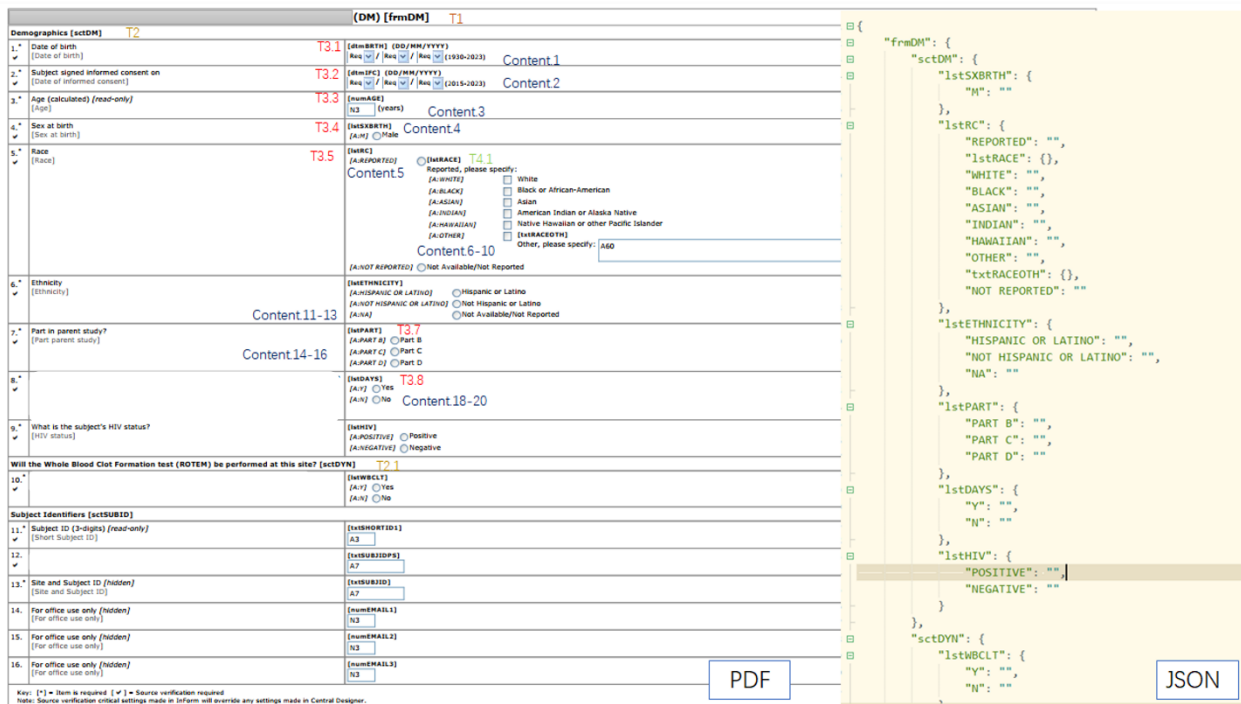 (DM) [frmDM] T1
Demographics [sctDM] T2
1.* Date of birth T3.1 [dtmBRTH] (DD/MM/YYYY)
[Date of birth] Req / Req / Req (1930-2023) Content.1
2.* Subject signed informed consent on T3.2 [dtmIFC] (DD/MM/YYYY)
[Date of informed consent] Req / Req / Req (2015-2023) Content.2
3.* Age (calculated) [read-only] T3.3 [numAGE]
[Age] N3 (years) Content.3
4.* Sex at birth T3.4 [lstSXBRTH] Content.4
[Sex at birth] [A:M] Male
5.* Race T3.5 [lstRC]
[Race] [A:REPORTED] [lstRACE] T4.1
Content.5 Reported, please specify:
[A:WHITE] White
[A:BLACK] Black or African-American
[A:ASIAN] Asian
[A:INDIAN] American Indian or Alaska Native
[A:HAWAIIAN] Native Hawaiian or other Pacific Islander
[A:OTHER] [txtRACEOTH]
Other, please specify: A60
Content.6-10
[A:NOT REPORTED] Not Available/Not Reported
6.* Ethnicity [lstETHNICITY]
[Ethnicity] [A:HISPANIC OR LATINO] Hispanic or Latino
[A:NOT HISPANIC OR LATINO] Not Hispanic or Latino
Content.11-13 [A:NA] Not Available/Not Reported
7.* Part in parent study? [lstPART] T3.7
[Part parent study] [A:PART B] Part B
Content.14-16 [A:PART C] Part C
[A:PART D] Part D
8.* [lstDAYS] T3.8
[A:Y] Yes
[A:N] No Content.18-20
9.* What is the subject's HIV status? [lstHIV]
[HIV status] [A:POSITIVE] Positive
[A:NEGATIVE] Negative
Will the Whole Blood Clot Formation test (ROTEM) be performed at this site? [sctDYN] T2.1
10.* [lstWBCLT]
[A:Y] Yes
[A:N] No
Subject Identifiers [sctSUBID]
11.* Subject ID (3-digits) [read-only] [txtSHORTID1]
[Short Subject ID] A3
12. [txtSUBJIDPS]
A7
13.* Site and Subject ID [hidden] [txtSUBJID]
[Site and Subject ID] A7
14. For office use only [hidden] [numEMAIL1]
[For office use only] N3
15. For office use only [hidden] [numEMAIL2]
[For office use only] N3
16. For office use only [hidden] [numEMAIL3]
[For office use only] N3
Key: [*] = Item is required [✔] = Source verification required
Note: Source verification critical settings made in InForm will override any settings made in Central Designer.
PDF
{
"frmDM": {
"sctDM": {
"lstSXBRTH": {
"M": ""
},
"lstRC": {
"REPORTED": "",
"lstRACE": {},
"WHITE": "",
"BLACK": "",
"ASIAN": "",
"INDIAN": "",
"HAWAIIAN": "",
"OTHER": "",
"txtRACEOTH": {},
"NOT REPORTED": ""
},
"lstETHNICITY": {
"HISPANIC OR LATINO": "",
"NOT HISPANIC OR LATINO": "",
"NA": ""
},
"lstPART": {
"PART B": "",
"PART C": "",
"PART D": ""
},
"lstDAYS": {
"Y": "",
"N": ""
},
"lstHIV": {
"POSITIVE": "",
"NEGATIVE": ""
}
},
"sctDYN": {
"lstWBCLT": {
"Y": "",
"N": ""
}
JSON